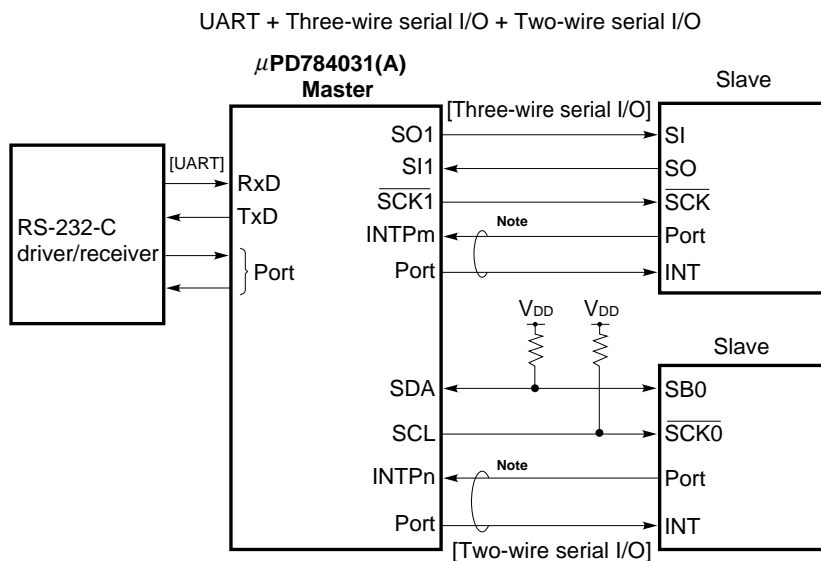 UART + Three-wire serial I/O + Two-wire serial I/O
μPD784031(A)
Master
Slave
[Three-wire serial I/O]
SO1
SI
SI1
SO
[UART]
RxD
SCK1
SCK
TxD
INTPm
Note
Port
RS-232-C
driver/receiver
Port
Port
INT
VDD
VDD
Slave
SDA
SB0
SCL
SCK0
INTPn
Note
Port
Port
INT
[Two-wire serial I/O]